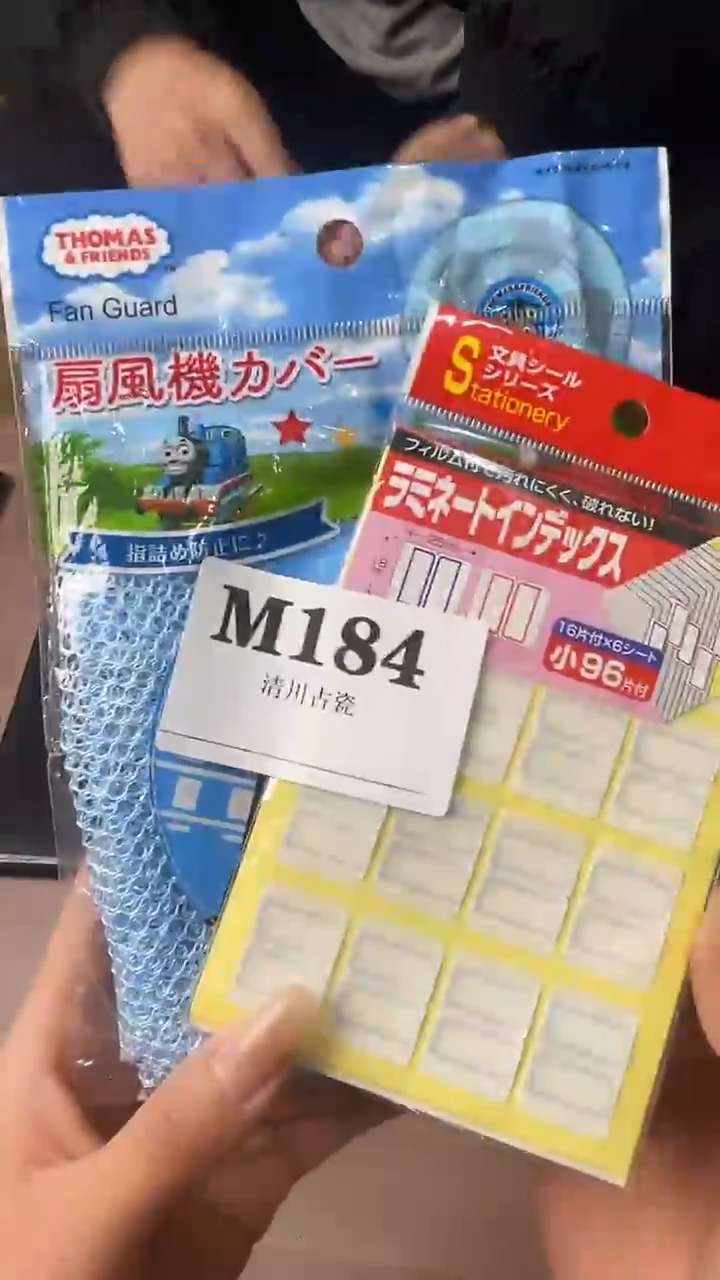 THOMAS
& FRIENDS
Fan Guard
扇風機カバー
指詰め防止に♪
S
文具シール
シリーズ
Stationery
フィルム付で汚れにくく、破れない!
ラミネートインデックス
16片付×6シート
小96片付
M184
清川古瓷